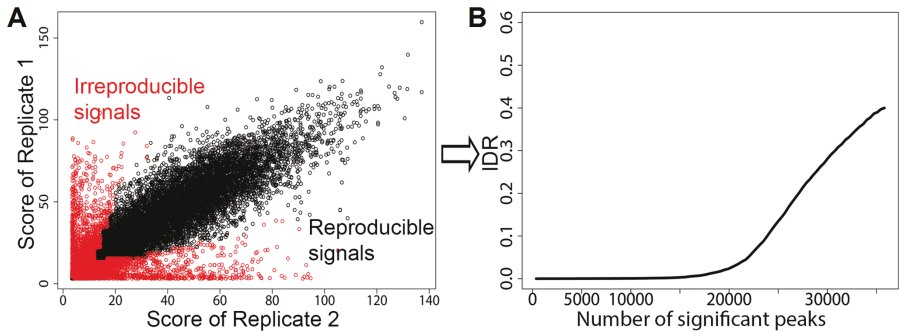 A
Score of Replicate 1
0
50
100
150
Irreproducible
signals
Reproducible
signals
0
20
40
60
80
100
120
140
Score of Replicate 2
B
IDR
0.0
0.1
0.2
0.3
0.4
0.5
0.6
0
5000
10000
20000
30000
Number of significant peaks